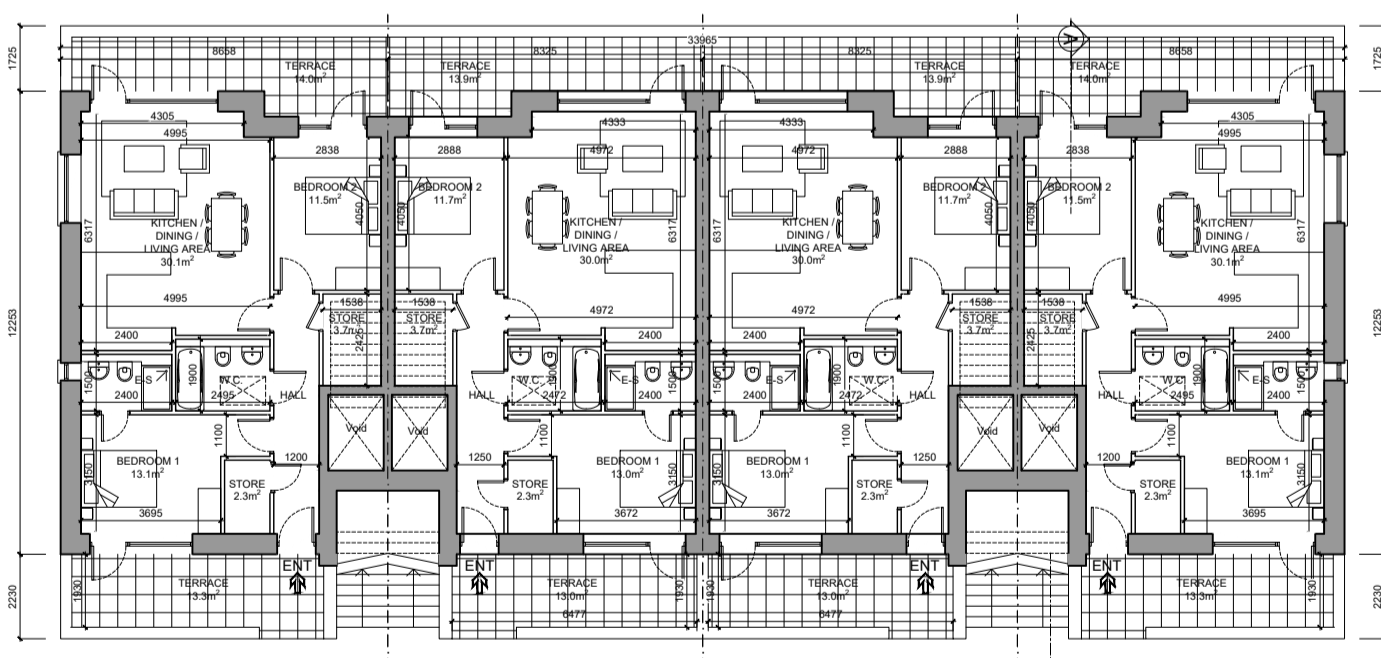 33965
8658
8325
8325
8658
1725
1725
TERRACE
14.0m²
TERRACE
13.9m²
TERRACE
13.9m²
TERRACE
14.0m²
A
4305
4995
2838
2888
4333
4972
4333
4972
2888
2838
4305
4995
BEDROOM 2
11.5m²
4050
BEDROOM 2
11.7m²
4050
BEDROOM 2
11.7m²
4050
BEDROOM 2
11.5m²
4050
6317
KITCHEN /
DINING /
LIVING AREA
30.1m²
KITCHEN /
DINING /
LIVING AREA
30.0m²
6317
6317
KITCHEN /
DINING /
LIVING AREA
30.0m²
KITCHEN /
DINING /
LIVING AREA
30.1m²
6317
12253
12253
4995
1538
1538
4972
4972
1538
1538
4995
STORE
3.7m²
STORE
3.7m²
STORE
3.7m²
STORE
3.7m²
2425
2425
2400
2400
2400
2400
1500
E-S
1900
W.C.
W.C.
1900
E-S
1500
1500
E-S
1900
W.C.
W.C.
1900
E-S
1500
2400
2495
HALL
HALL
2472
2400
2400
2472
HALL
HALL
2495
2400
Void
Void
Void
Void
1100
1100
1100
1100
BEDROOM 1
13.1m²
3150
1200
1250
BEDROOM 1
13.0m²
3150
BEDROOM 1
13.0m²
3150
1250
1200
BEDROOM 1
13.1m²
3150
STORE
2.3m²
STORE
2.3m²
STORE
2.3m²
STORE
2.3m²
3695
3672
3672
3695
ENT
ENT
ENT
ENT
2230
1930
TERRACE
13.3m²
TERRACE
13.0m²
1930
1930
TERRACE
13.0m²
TERRACE
13.3m²
1930
2230
6477
6477